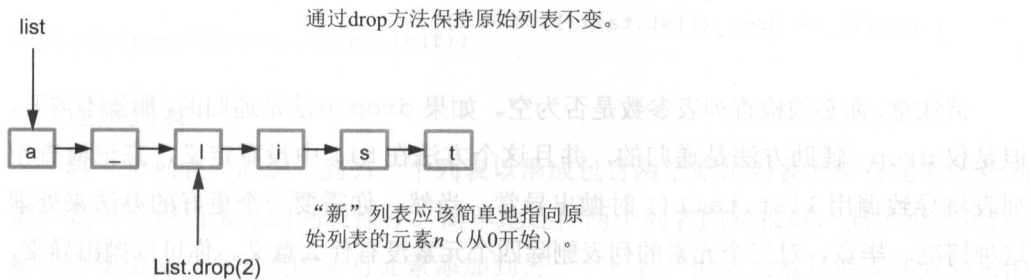 通过drop方法保持原始列表不变。
list
a _ l i s t
“新”列表应该简单地指向原
始列表的元素n（从0开始）。
List.drop(2)